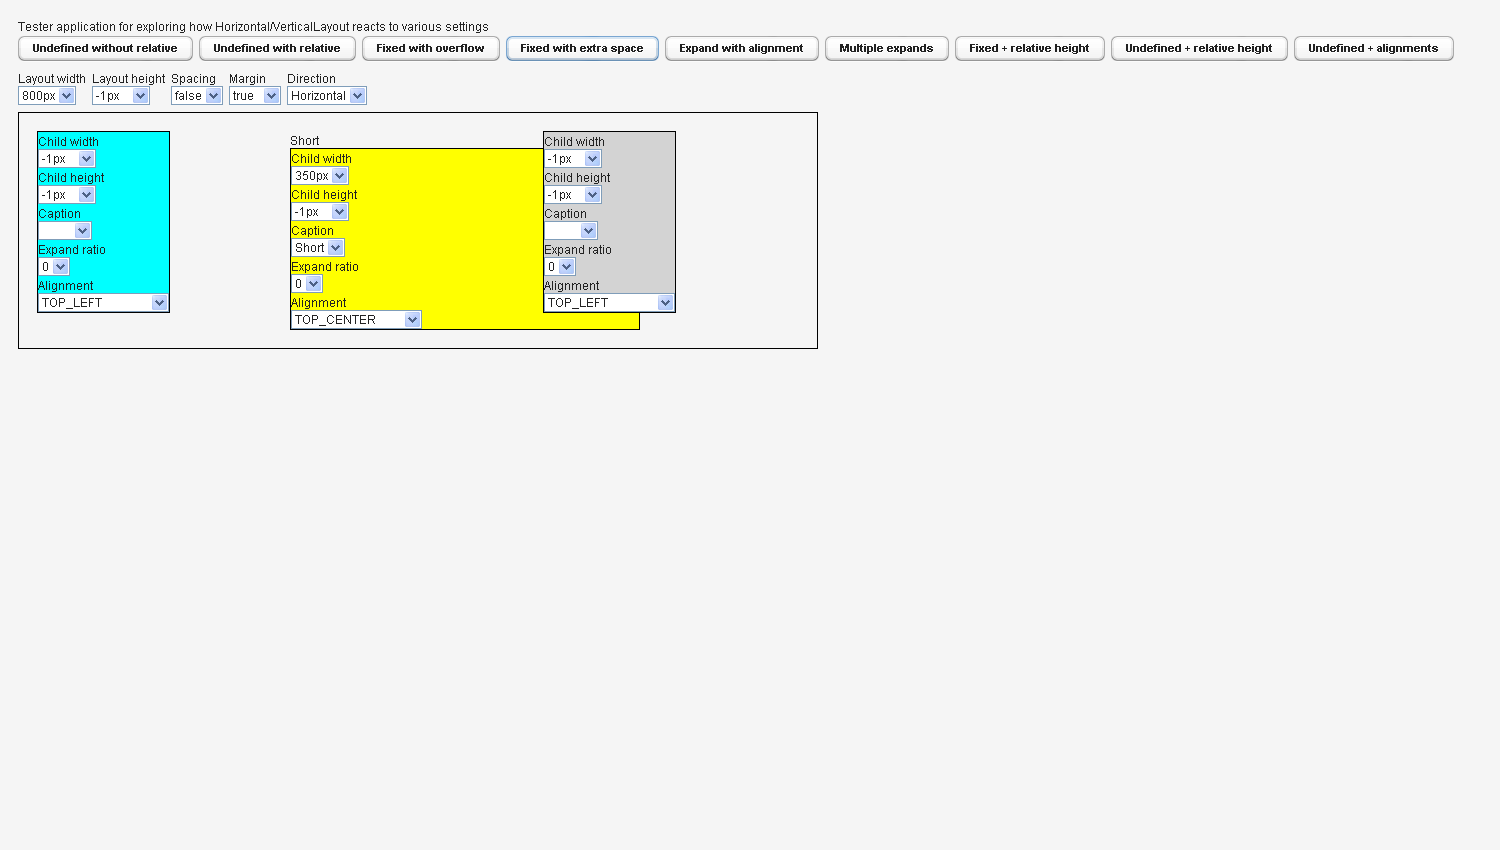 Tester application for exploring how Horizontal/VerticalLayout reacts to various settings
Undefined without relative Undefined with relative Fixed with overflow Fixed with extra space Expand with alignment Multiple expands Fixed + relative height Undefined + relative height Undefined + alignments
Layout width Layout height Spacing Margin Direction
800px -1px false true Horizontal
Child width
-1px
Child height
-1px
Caption
Expand ratio
0
Alignment
TOP_LEFT
Short
Child width
350px
Child height
-1px
Caption
Short
Expand ratio
0
Alignment
TOP_CENTER
Child width
-1px
Child height
-1px
Caption
Expand ratio
0
Alignment
TOP_LEFT